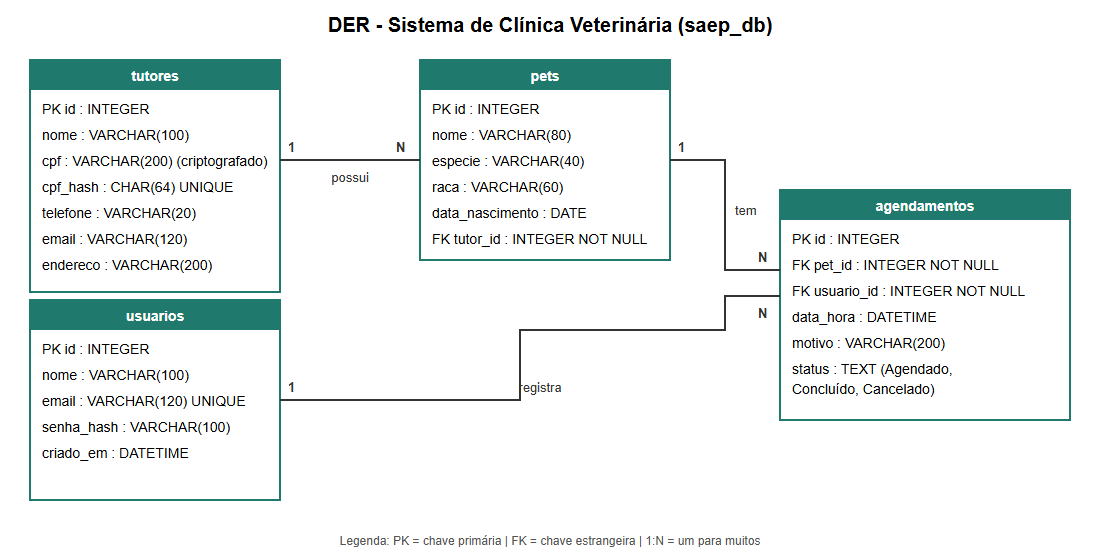 DER - Sistema de Clínica Veterinária (saep_db)
tutores
PK id : INTEGER
nome : VARCHAR(100)
cpf : VARCHAR(200) (criptografado)
cpf_hash : CHAR(64) UNIQUE
telefone : VARCHAR(20)
email : VARCHAR(120)
endereco : VARCHAR(200)
1
N
possui
pets
PK id : INTEGER
nome : VARCHAR(80)
especie : VARCHAR(40)
raca : VARCHAR(60)
data_nascimento : DATE
FK tutor_id : INTEGER NOT NULL
1
tem
N
agendamentos
PK id : INTEGER
FK pet_id : INTEGER NOT NULL
FK usuario_id : INTEGER NOT NULL
data_hora : DATETIME
motivo : VARCHAR(200)
status : TEXT (Agendado,
Concluído, Cancelado)
usuarios
PK id : INTEGER
nome : VARCHAR(100)
email : VARCHAR(120) UNIQUE
senha_hash : VARCHAR(100)
criado_em : DATETIME
1
registra
N
Legenda: PK = chave primária | FK = chave estrangeira | 1:N = um para muitos